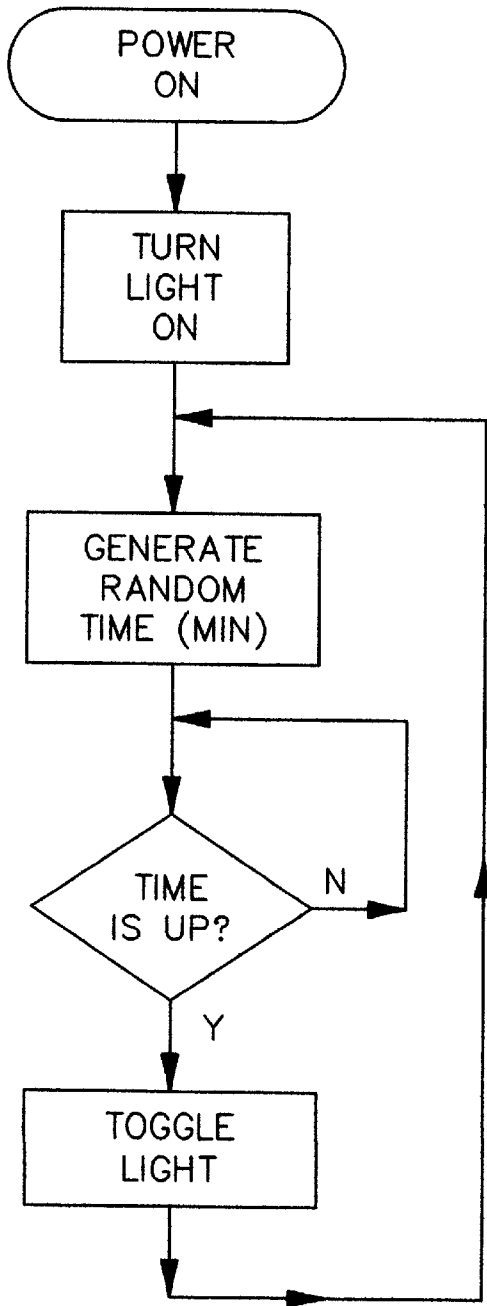 POWER
ON
TURN
LIGHT
ON
GENERATE
RANDOM
TIME (MIN)
TIME
IS UP?
N
Y
TOGGLE
LIGHT